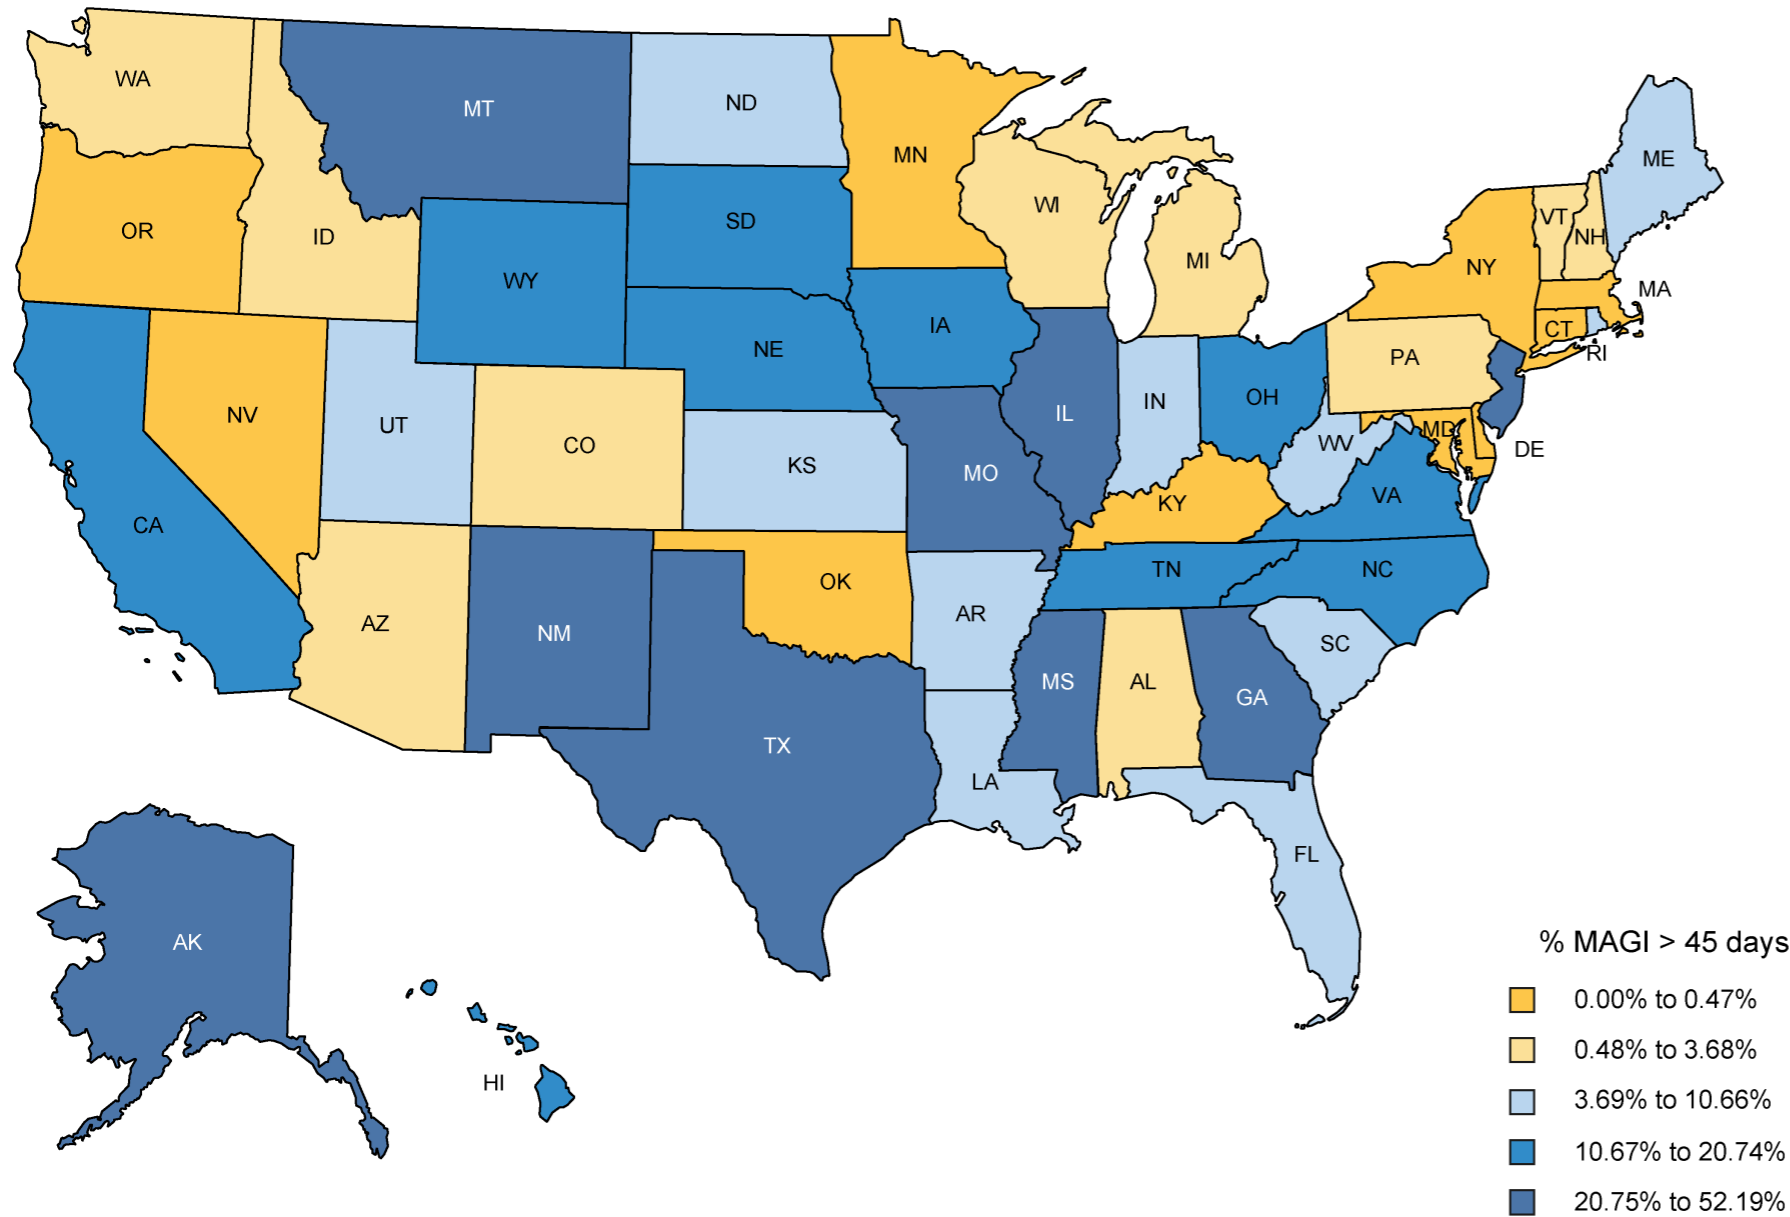 WA
MT
ND
MN
ME
OR
ID
SD
WI
VT
NH
WY
MI
NY
MA
IA
CT
RI
NE
PA
NV
UT
CO
KS
IL
IN
OH
MO
WV
MD
DE
VA
KY
CA
TN
NC
OK
AZ
NM
AR
SC
MS
AL
GA
TX
LA
FL
AK
HI
% MAGI > 45 days
0.00% to 0.47%
0.48% to 3.68%
3.69% to 10.66%
10.67% to 20.74%
20.75% to 52.19%